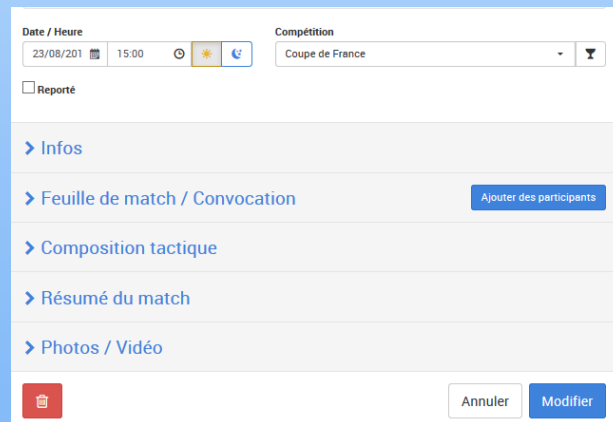 Date / Heure Compétition
23/08/201 15:00 Coupe de France
Reporté
Infos
Feuille de match / Convocation Ajouter des participants
Composition tactique
Résumé du match
Photos / Vidéo
Annuler Modifier